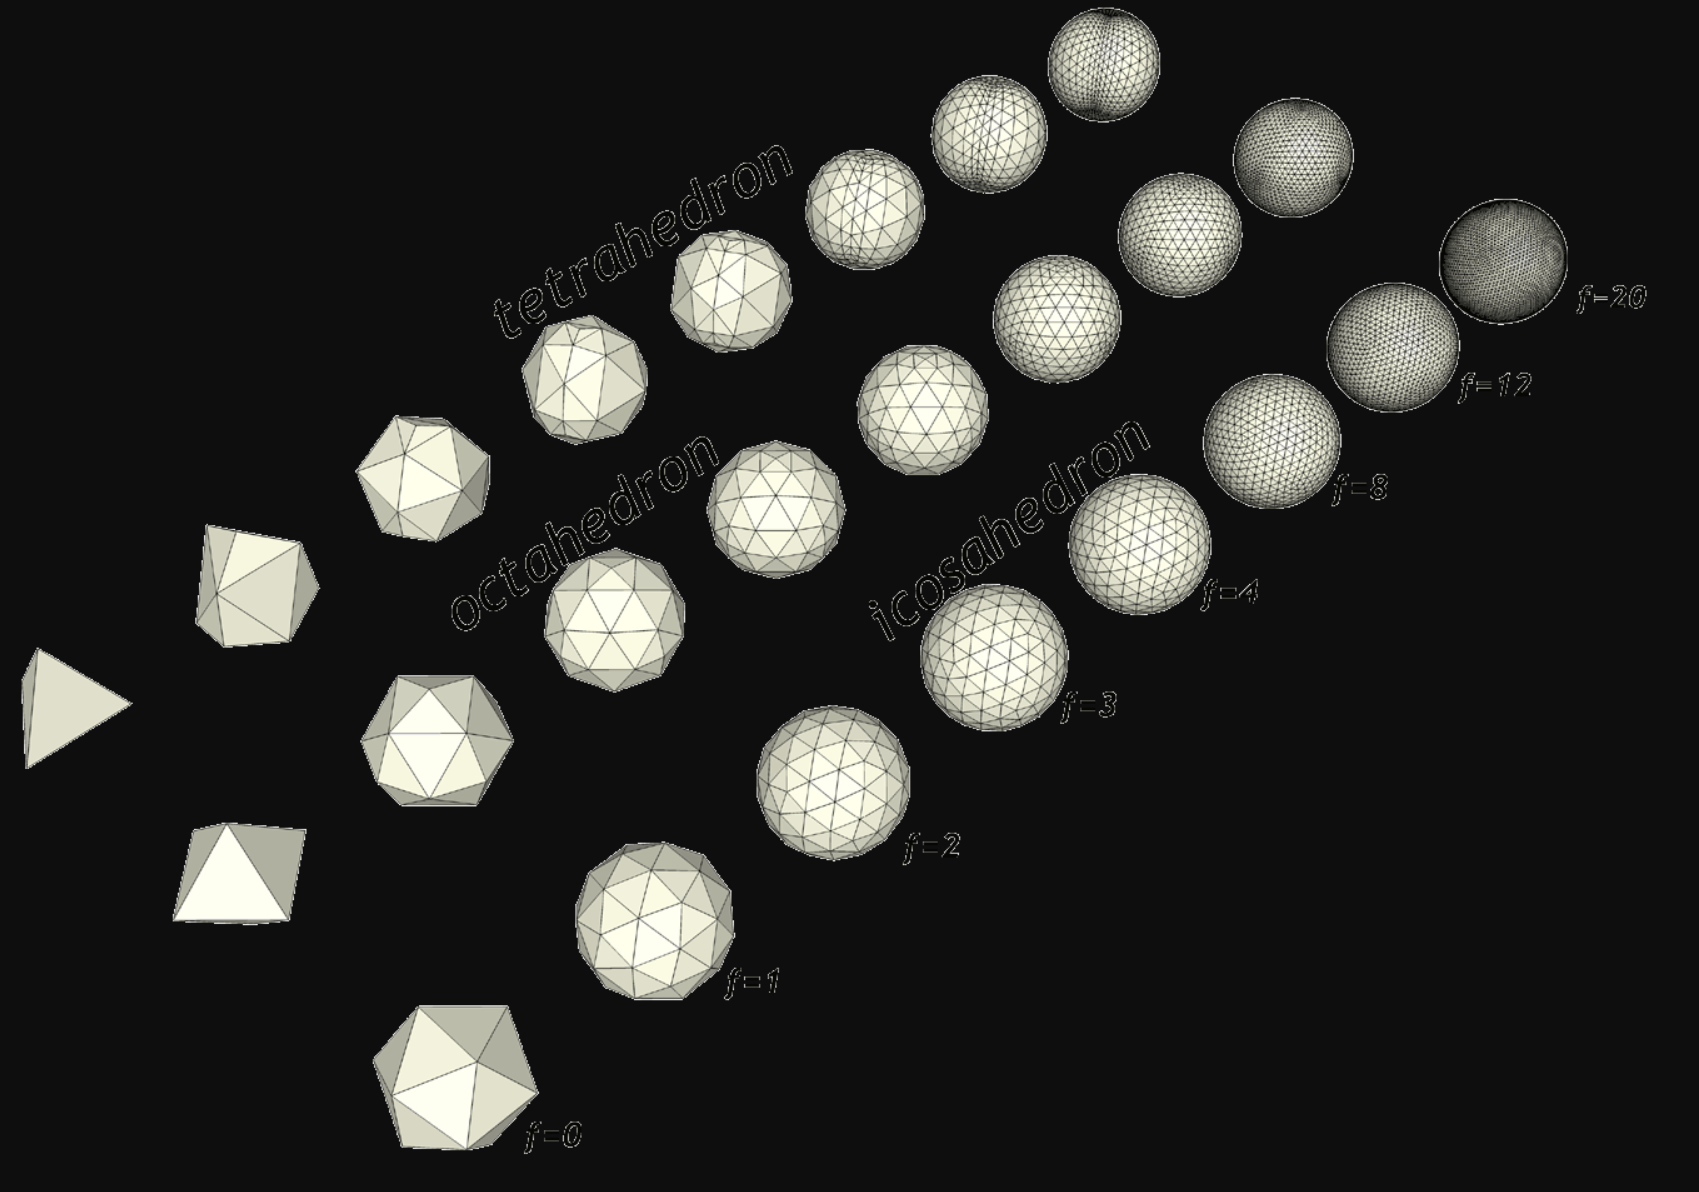 tetrahedron
octahedron
icosahedron
f=20
f=12
f=8
f=4
f=3
f=2
f=1
f=0